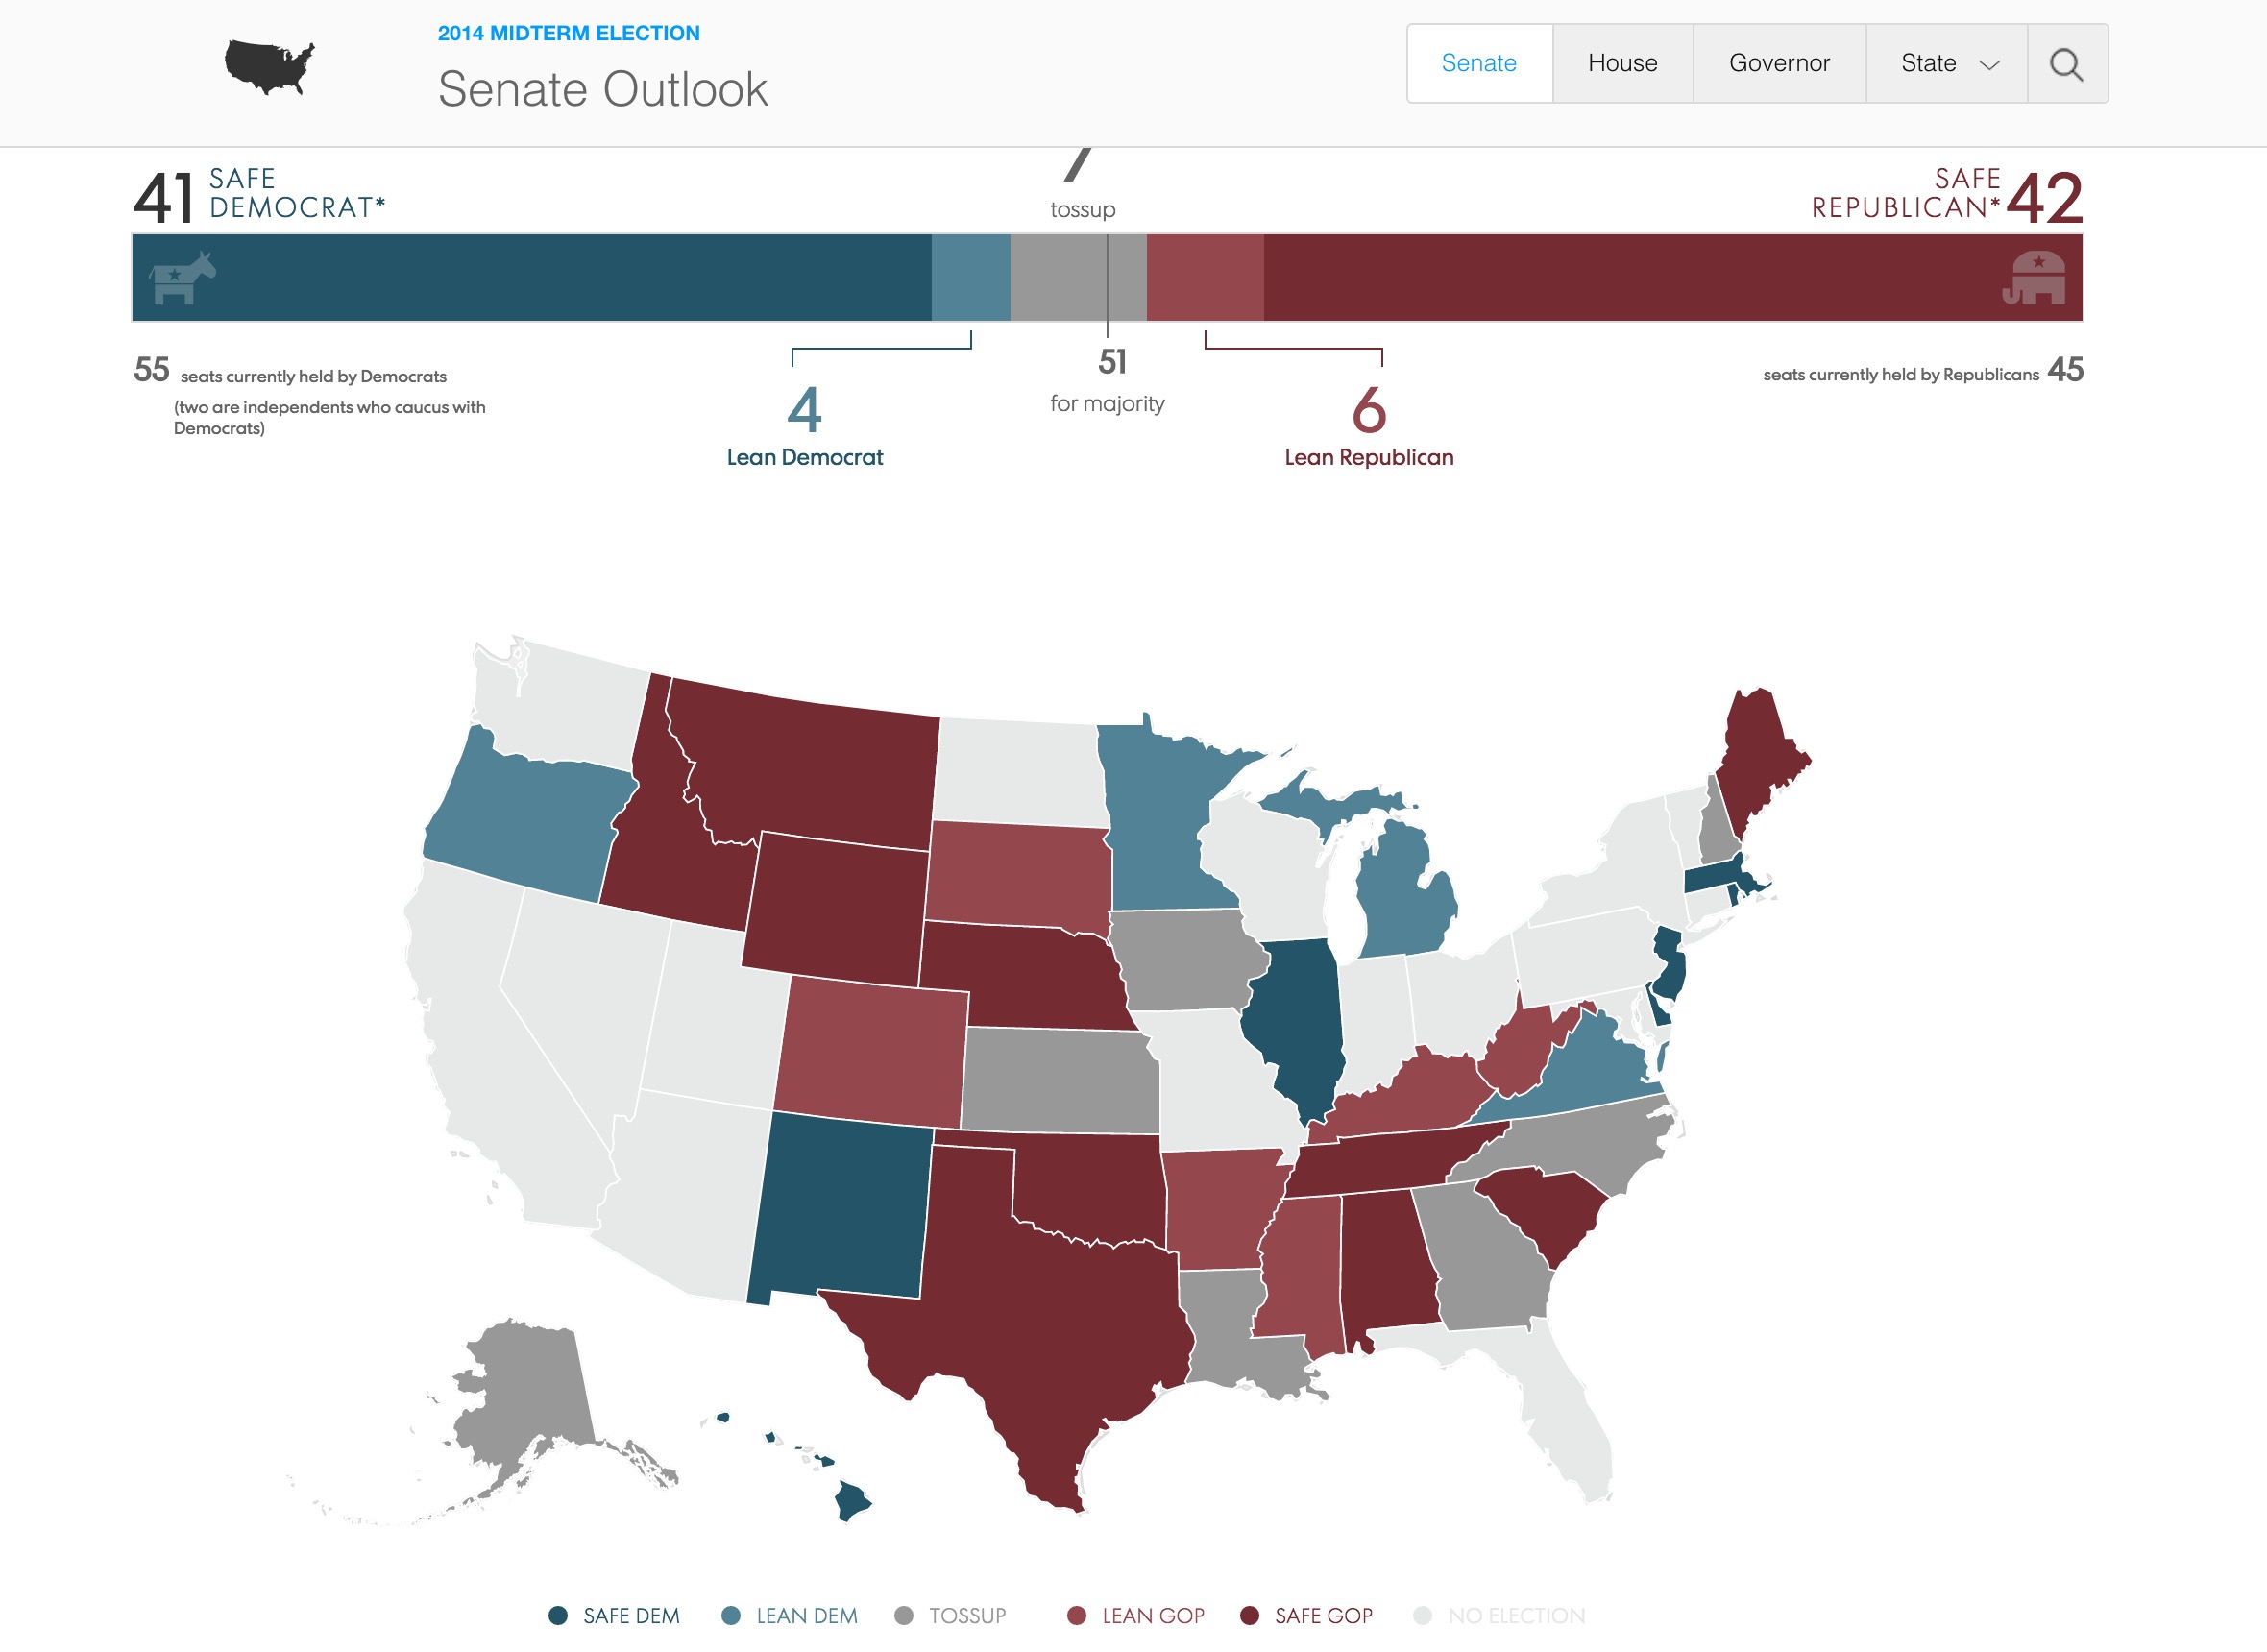 2014 MIDTERM ELECTION
Senate Outlook
Senate
House
Governor
State
41 SAFE
DEMOCRAT*
tossup
SAFE
REPUBLICAN* 42
55 seats currently held by Democrats
(two are independents who caucus with
Democrats)
4
Lean Democrat
51
for majority
6
Lean Republican
seats currently held by Republicans 45
SAFE DEM
LEAN DEM
TOSSUP
LEAN GOP
SAFE GOP
NO ELECTION